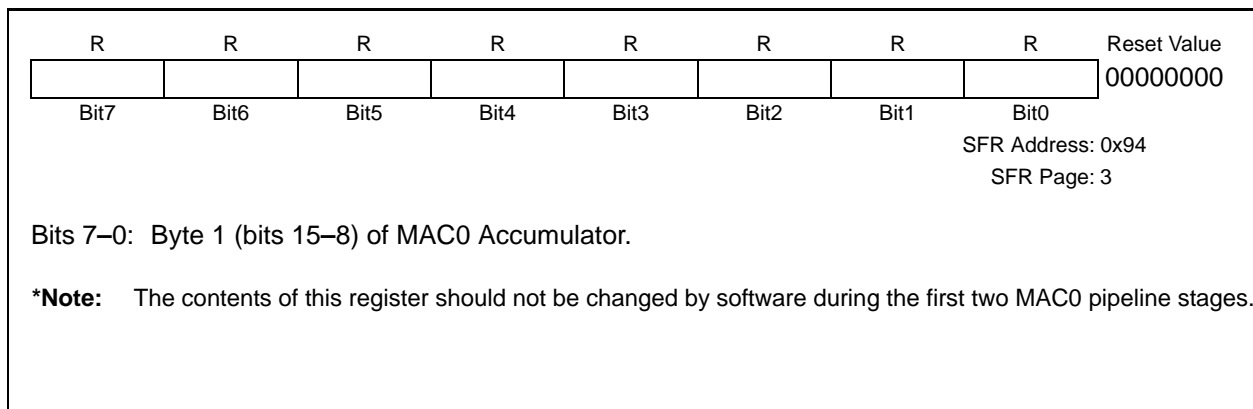 R R R R R R R R Reset Value
00000000
Bit7 Bit6 Bit5 Bit4 Bit3 Bit2 Bit1 Bit0
SFR Address: 0x94
SFR Page: 3
Bits 7–0: Byte 1 (bits 15–8) of MAC0 Accumulator.
*Note: The contents of this register should not be changed by software during the first two MAC0 pipeline stages.